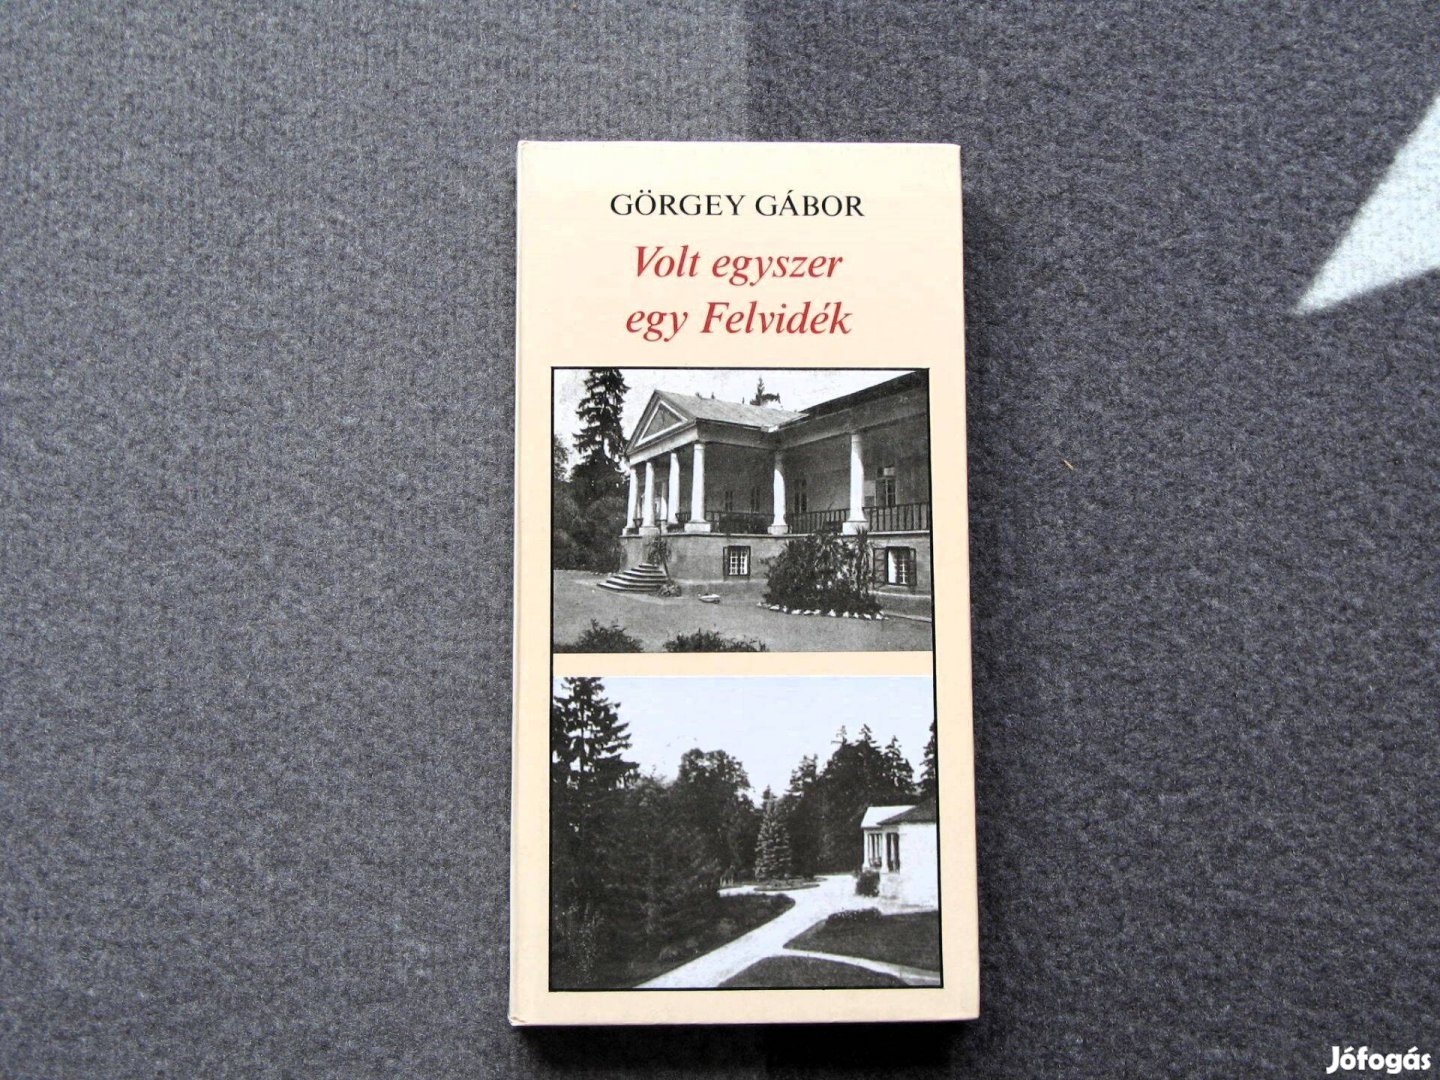 GÖRGEY GÁBOR
Volt egyszer
egy Felvidék
Jófogás